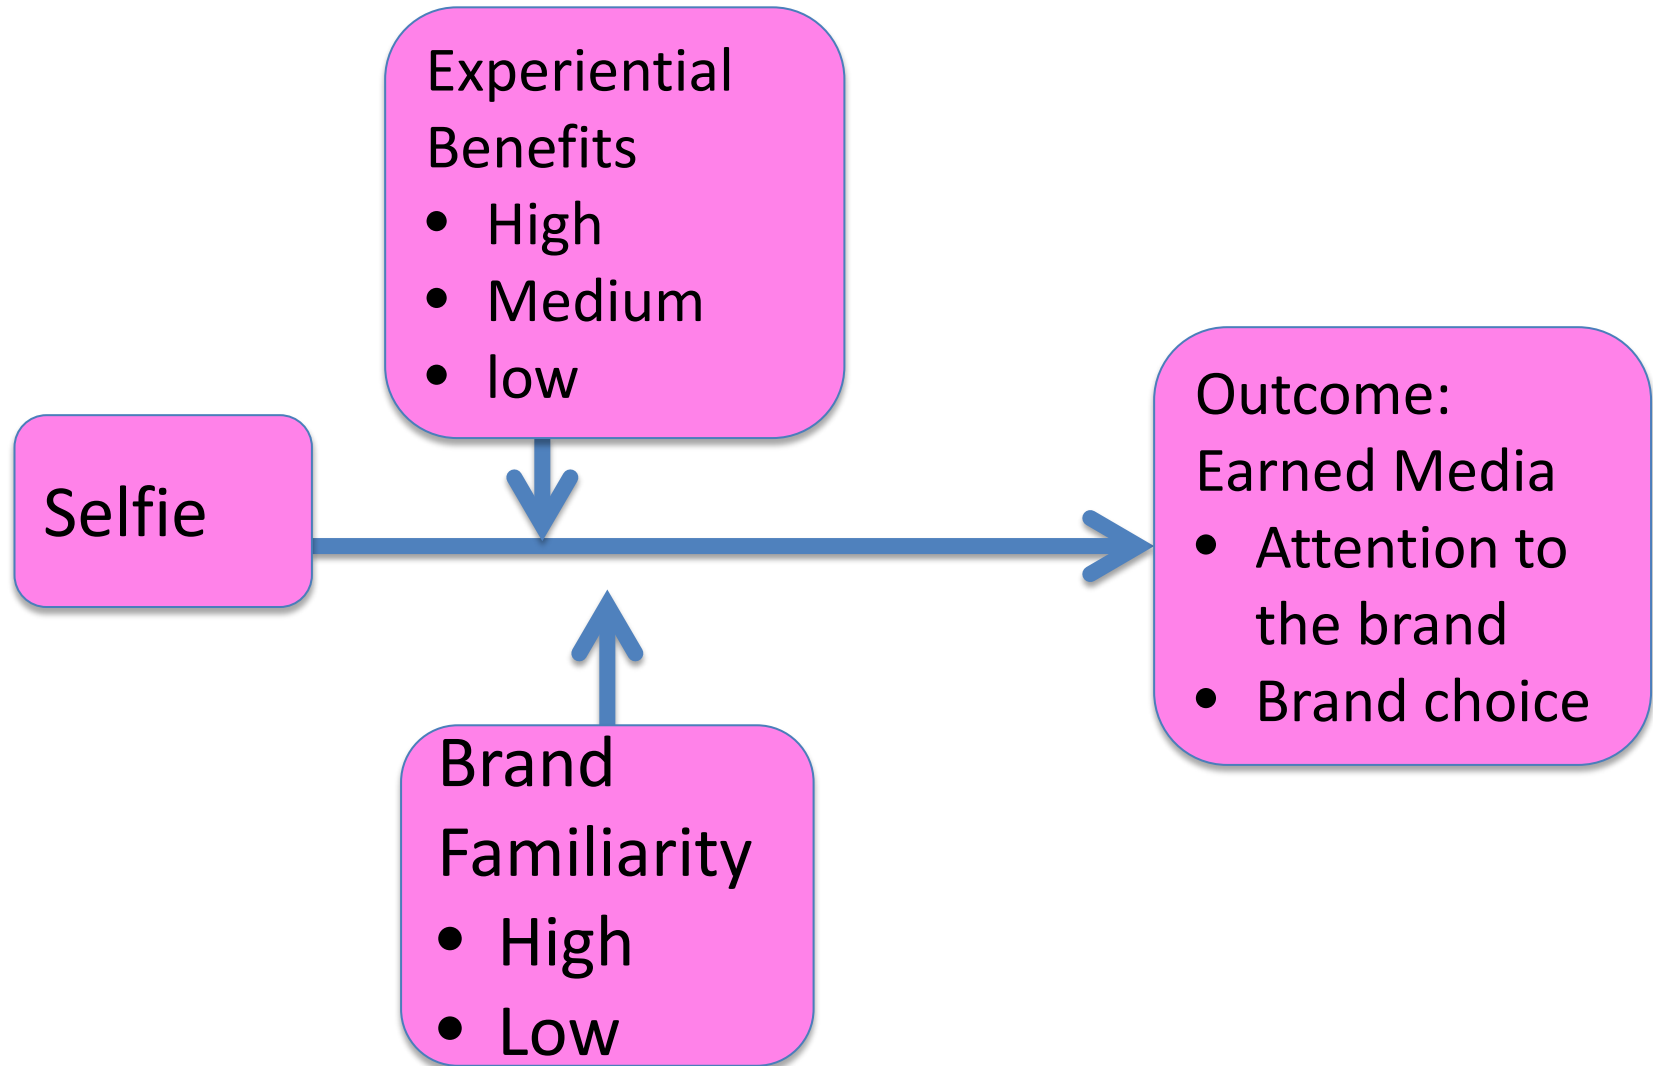 Experiential
Benefits
• High
• Medium
• low
Selfie
Outcome:
Earned Media
• Attention to
the brand
• Brand choice
Brand
Familiarity
• High
• Low